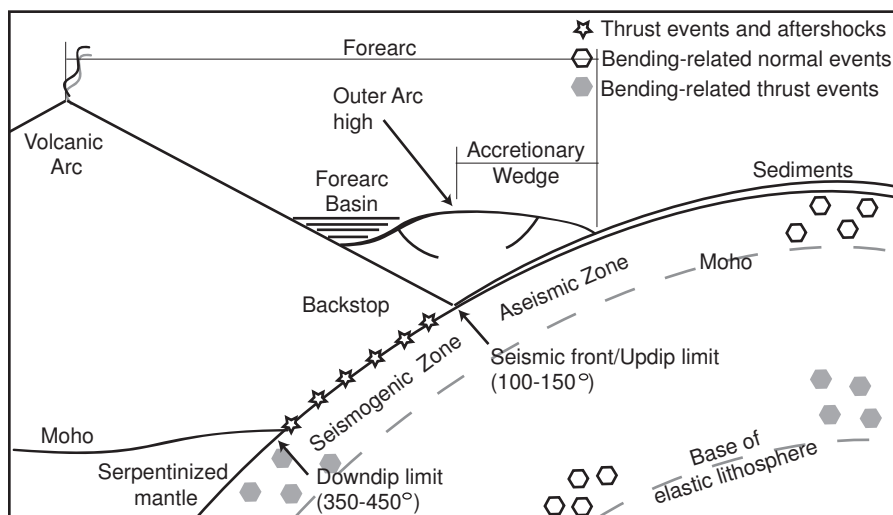 Thrust events and aftershocks
Bending-related normal events
Bending-related thrust events
Forearc
Outer Arc
high
Volcanic
Arc
Accretionary
Wedge
Sediments
Forearc
Basin
Moho
Aseismic Zone
Backstop
Seismic front/Updip limit
(100-150°)
Seismogenic Zone
Moho
Serpentinized
mantle
Downdip limit
(350-450°)
Base of
elastic lithosphere